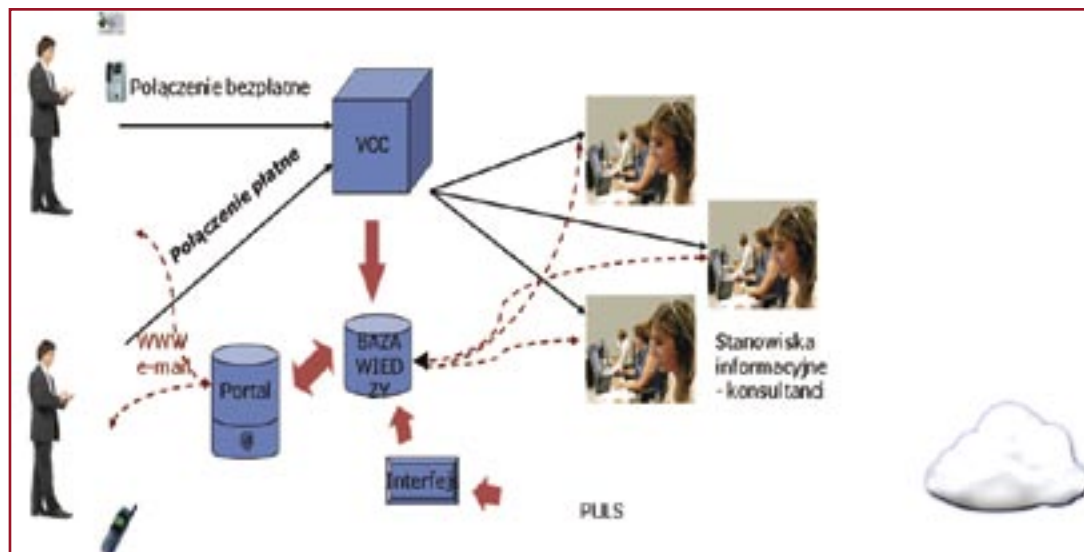 Połączenie bezpłatne
VCC
Połączenie płatne
WWW
e-mail
Portal
@
BAZA
WIED
ZY
Interfejs
Stanowiska
informacyjne
- konsultanci
PULS